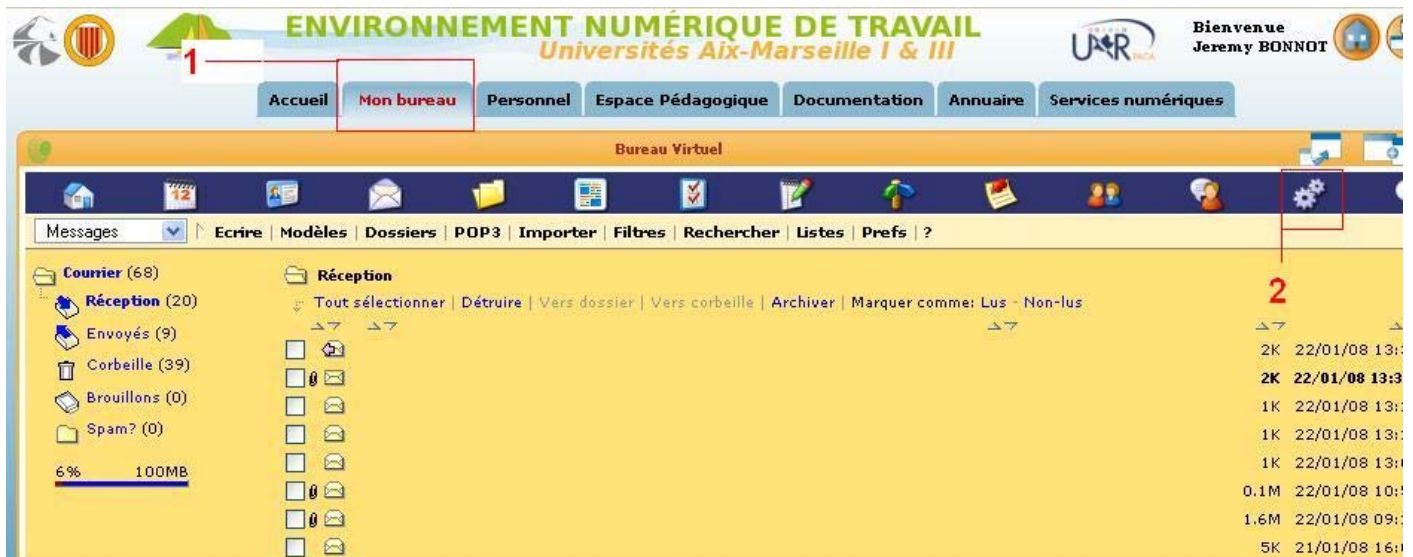 ENVIRONNEMENT NUMÉRIQUE DE TRAVAIL
Universités Aix-Marseille I & III
Bienvenue
Jeremy BONNOT
1
Accueil Mon bureau Personnel Espace Pédagogique Documentation Annuaire Services numériques
Bureau Virtuel
12
Messages Ecrire | Modèles | Dossiers | POP3 | Importer | Filtres | Rechercher | Listes | Prefs | ?
Courrier (68)
Réception (20)
Envoyés (9)
Corbeille (39)
Brouillons (0)
Spam? (0)
6% 100MB
Réception
Tout sélectionner | Détruire | Vers dossier | Vers corbeille | Archiver | Marquer comme: Lus - Non-lus
2
2K 22/01/08
2K 22/01/08
1K 22/01/08
1K 22/01/08
1K 22/01/08
0.1M 22/01/08
1.6M 22/01/08
5K 21/01/08